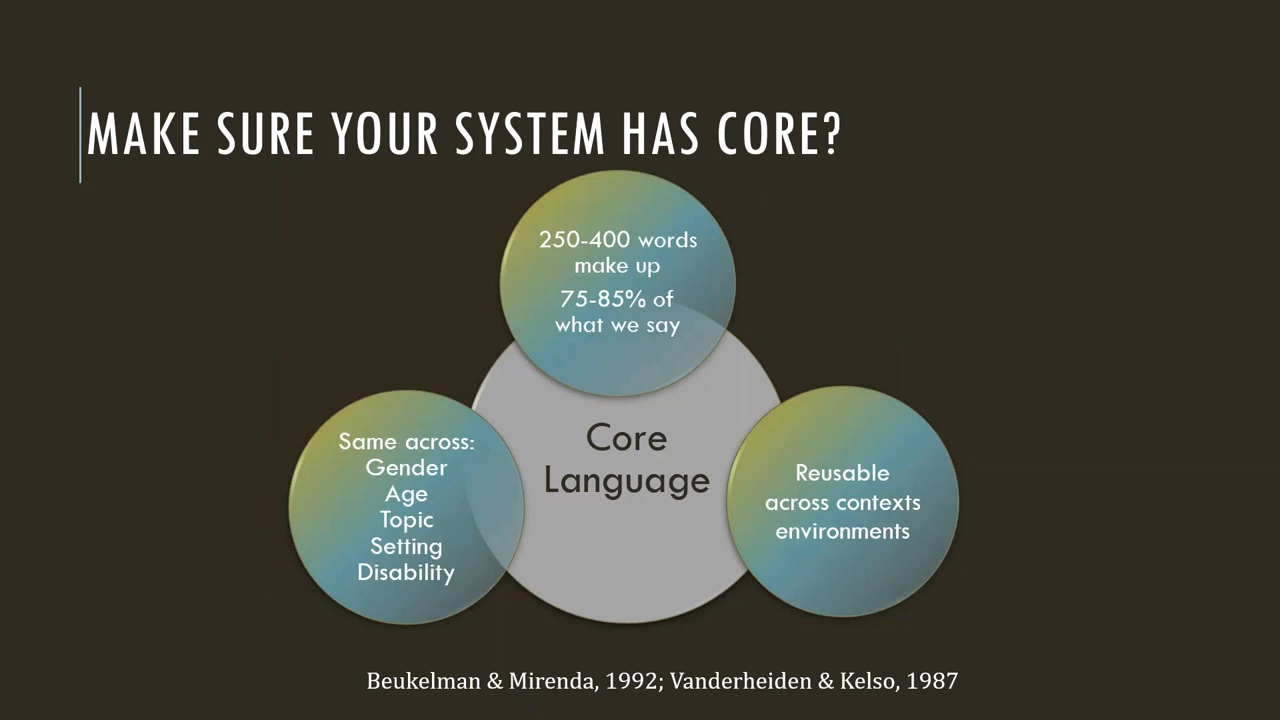 MAKE SURE YOUR SYSTEM HAS CORE?
250-400 words
make up
75-85% of
what we say
Core
Language
Same across:
Gender
Age
Topic
Setting
Disability
Reusable
across contexts
environments
Beukelman & Mirenda, 1992; Vanderheiden & Kelso, 1987